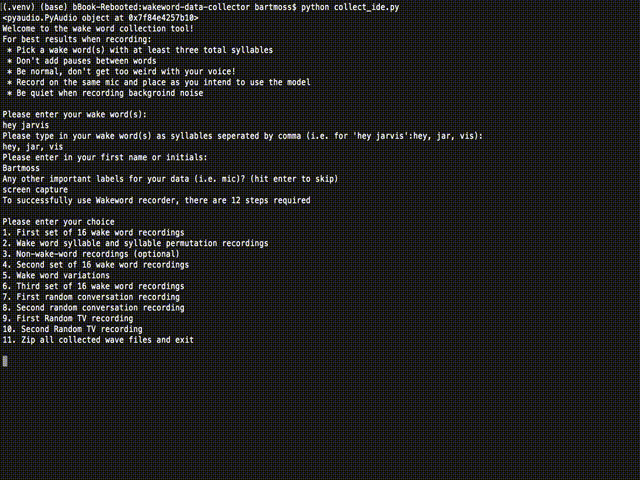 (.venv) (base) bBook-Rebooted:wakeword-data-collector bartmoss$ python collect_ide.py
<pyaudio.PyAudio object at 0x7f84e4257b10>
Welcome to the wake word collection tool!
For best results when recording:
* Pick a wake word(s) with at least three total syllables
* Don't add pauses between words
* Be normal, don't get too weird with your voice!
* Record on the same mic and place as you intend to use the model
* Be quiet when recording backgroind noise
Please enter your wake word(s):
hey jarvis
Please type in your wake word(s) as syllables seperated by comma (i.e. for 'hey jarvis':hey, jar, vis):
hey, jar, vis
Please enter in your first name or initials:
Bartmoss
Any other important labels for your data (i.e. mic)? (hit enter to skip)
screen capture
To successfully use Wakeword recorder, there are 12 steps required
Please enter your choice
1. First set of 16 wake word recordings
2. Wake word syllable and syllable permutation recordings
3. Non-wake-word recordings (optional)
4. Second set of 16 wake word recordings
5. Wake word variations
6. Third set of 16 wake word recordings
7. First random conversation recording
8. Second random conversation recording
9. First Random TV recording
10. Second Random TV recording
11. Zip all collected wave files and exit